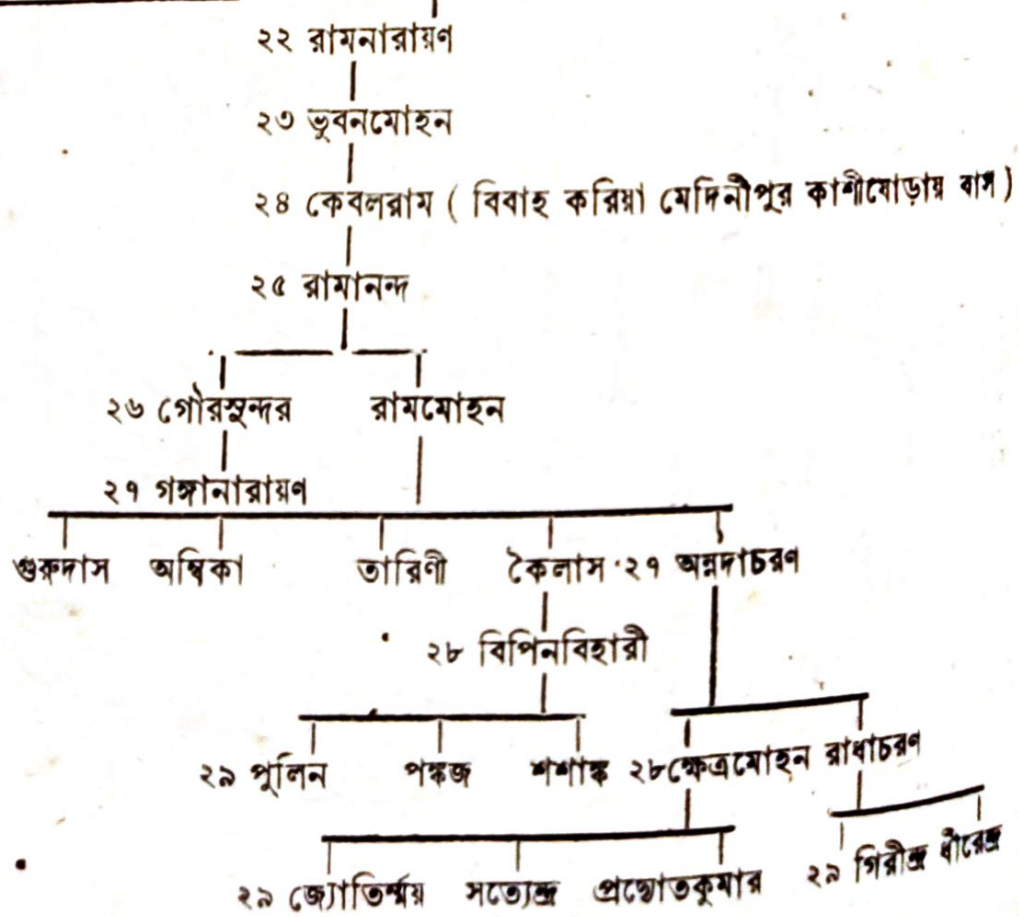 ২২ রামনারায়ণ
২৩ ভুবনমোহন
২৪ কেবলরাম ( বিবাহ করিয়া মেদিনীপুর কাশীযোড়ায় বাস )
২৫ রামানন্দ
২৬ গৌরসুন্দর রামমোহন
২৭ গঙ্গানারায়ণ
গুরুদাস অম্বিকা তারিণী কৈলাস ২৭ অন্নদাচরণ
২৮ বিপিনবিহারী
২৯ পুলিন পঙ্কজ শশাঙ্ক ২৮ ক্ষেত্রমোহন রাধাচরণ
২৯ জ্যোতির্ম্ময় সত্যেন্দ্র প্রদ্যোতকুমার ২৯ গিরীন্দ্র ধীরেন্দ্র